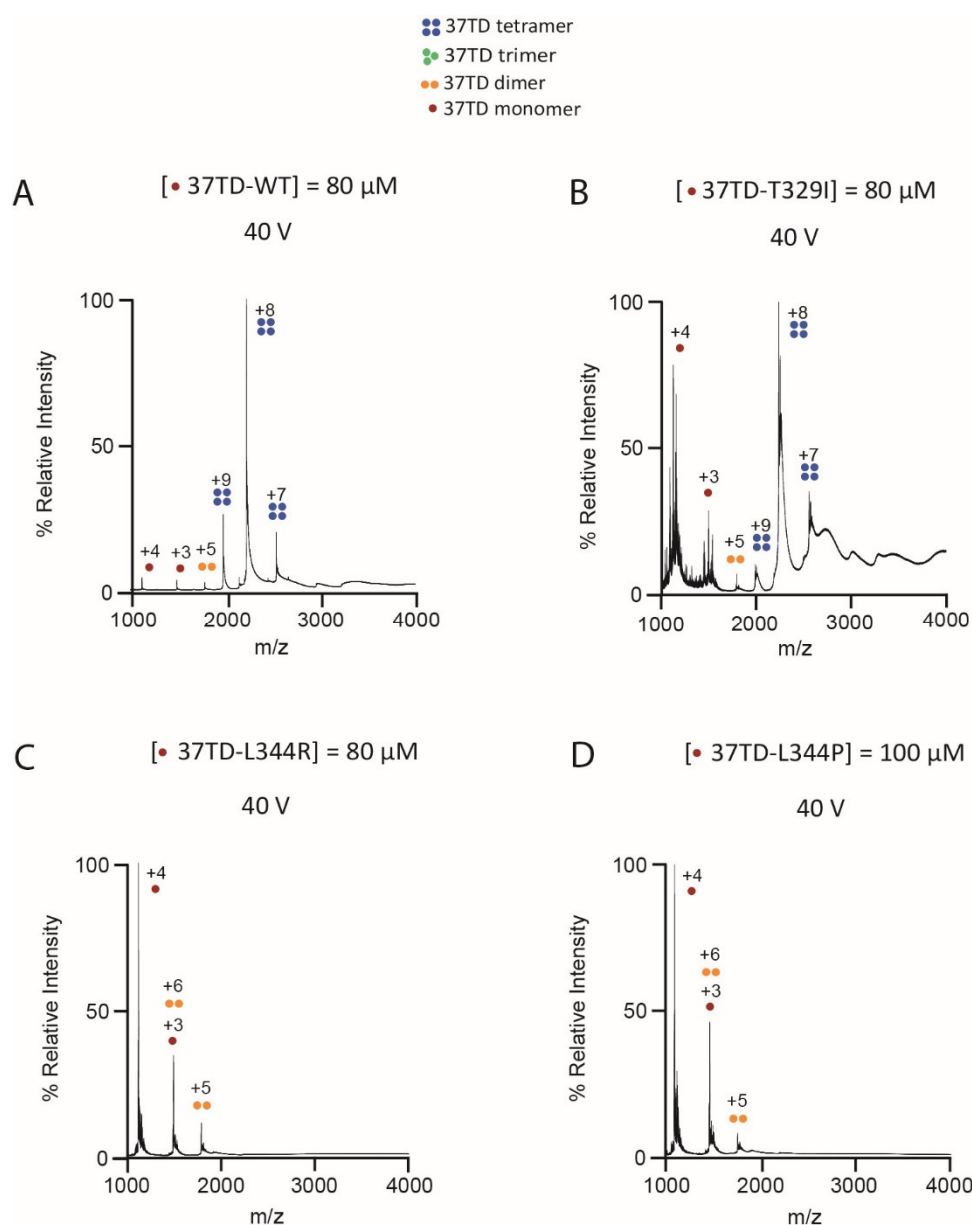 37TD tetramer
37TD trimer
37TD dimer
37TD monomer
A
[• 37TD-WT] = 80 μM
40 V
% Relative Intensity
100
50
0
+4
+3
+5
+9
+8
+7
1000 2000 3000 4000
m/z
B
[• 37TD-T329I] = 80 μM
40 V
% Relative Intensity
100
50
0
+4
+3
+5
+9
+8
+7
1000 2000 3000 4000
m/z
C
[• 37TD-L344R] = 80 μM
40 V
% Relative Intensity
100
50
0
+4
+6
+3
+5
1000 2000 3000 4000
m/z
D
[• 37TD-L344P] = 100 μM
40 V
% Relative Intensity
100
50
0
+4
+6
+3
+5
1000 2000 3000 4000
m/z